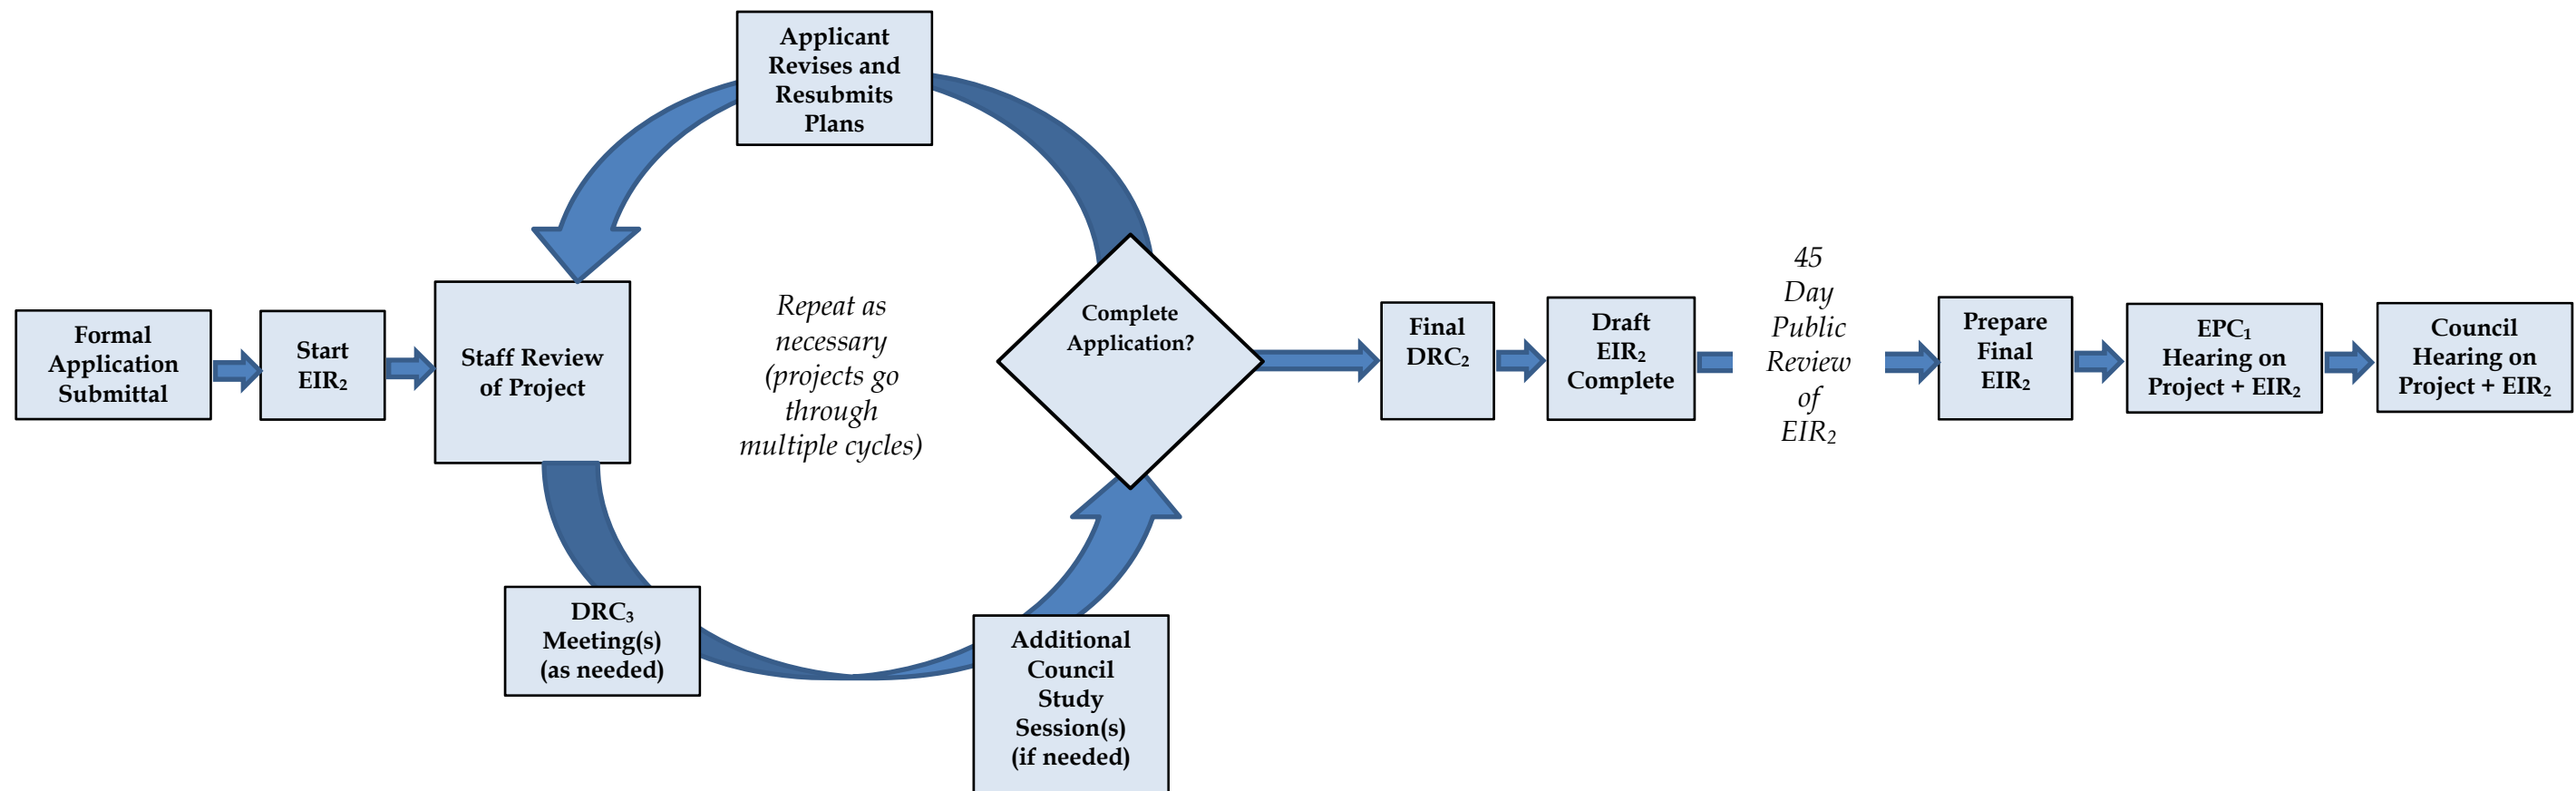 Applicant
Revises and
Resubmits
Plans
Formal
Application
Submittal
Start
EIR₂
Staff Review
of Project
Repeat as
necessary
(projects go
through
multiple cycles)
DRC₃
Meeting(s)
(as needed)
Additional
Council
Study
Session(s)
(if needed)
Complete
Application?
Final
DRC₂
Draft
EIR₂
Complete
45
Day
Public
Review
of
EIR₂
Prepare
Final
EIR₂
EPC₁
Hearing on
Project + EIR₂
Council
Hearing on
Project + EIR₂